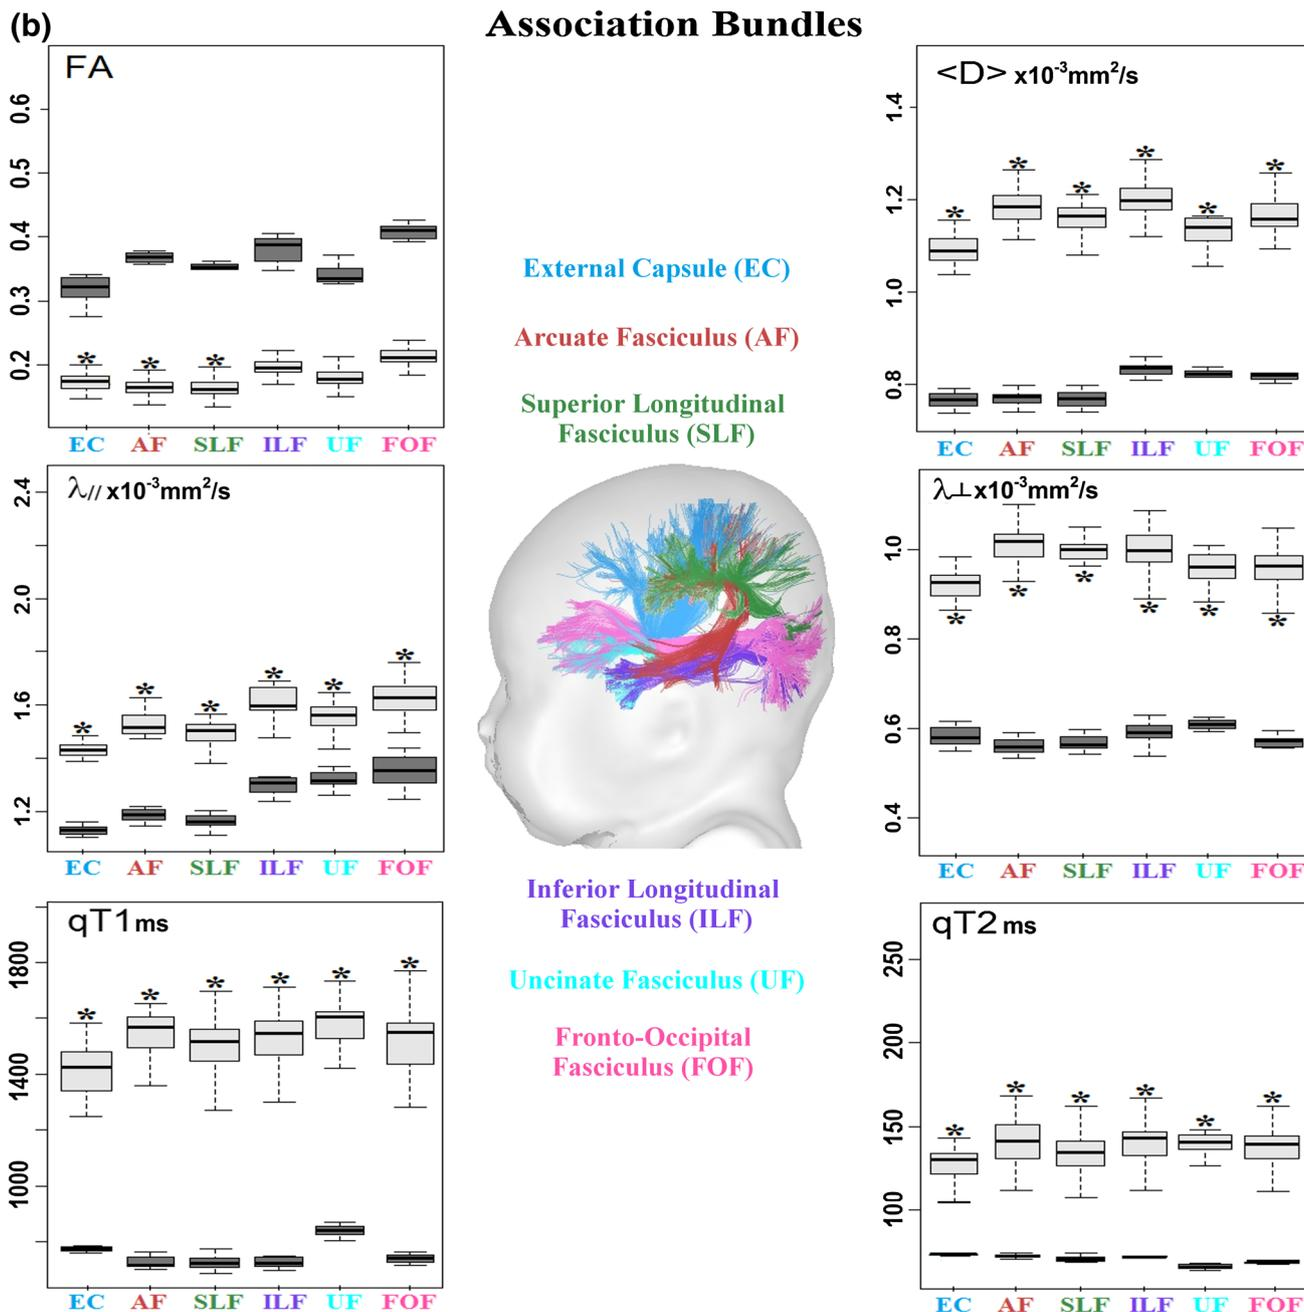 (b)
Association Bundles
FA
0.6
0.5
0.4
0.3
0.2
* * *
EC AF SLF ILF UF FOF
<D> x10⁻³mm²/s
1.4
1.2
1.0
0.8
* * * * * *
EC AF SLF ILF UF FOF
External Capsule (EC)
Arcuate Fasciculus (AF)
Superior Longitudinal
Fasciculus (SLF)
λ// x10⁻³mm²/s
2.4
2.0
1.6
1.2
* * * * * *
EC AF SLF ILF UF FOF
λ⊥x10⁻³mm²/s
1.0
0.8
0.6
0.4
* * * * * *
EC AF SLF ILF UF FOF
Inferior Longitudinal
Fasciculus (ILF)
Uncinate Fasciculus (UF)
Fronto-Occipital
Fasciculus (FOF)
qT1 ms
1800
1400
1000
* * * * * *
EC AF SLF ILF UF FOF
qT2 ms
250
200
150
100
* * * * * *
EC AF SLF ILF UF FOF